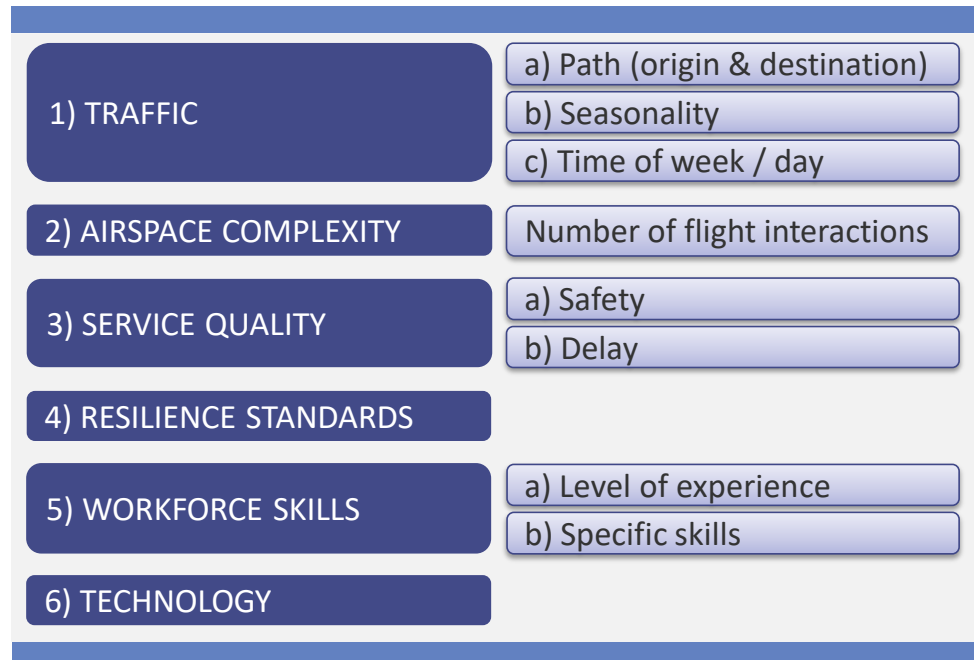 1) TRAFFIC
a) Path (origin & destination)
b) Seasonality
c) Time of week / day
2) AIRSPACE COMPLEXITY
Number of flight interactions
3) SERVICE QUALITY
a) Safety
b) Delay
4) RESILIENCE STANDARDS
5) WORKFORCE SKILLS
a) Level of experience
b) Specific skills
6) TECHNOLOGY